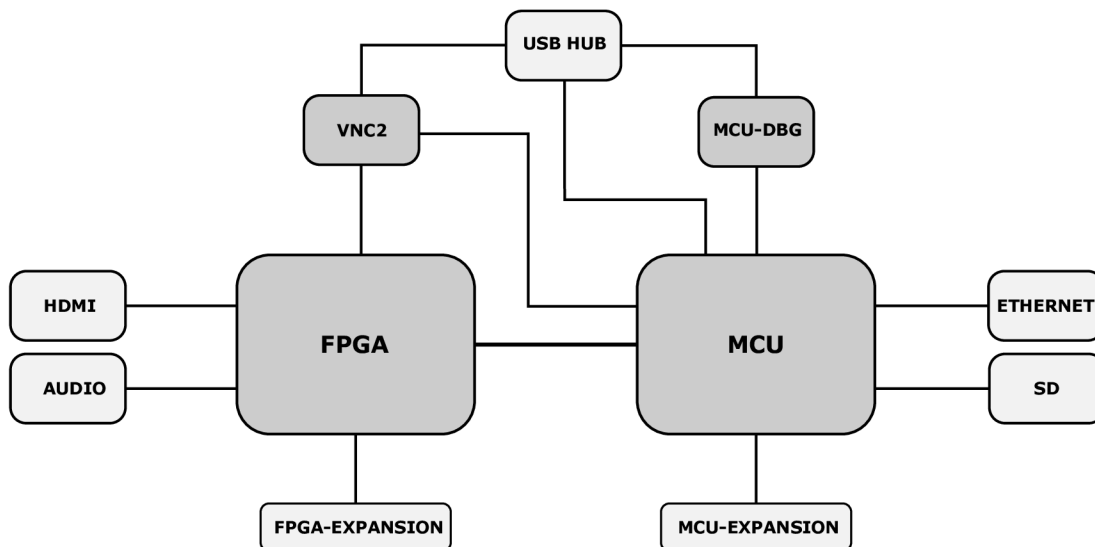 USB HUB
VNC2
MCU-DBG
HDMI
FPGA
MCU
ETHERNET
AUDIO
SD
FPGA-EXPANSION
MCU-EXPANSION